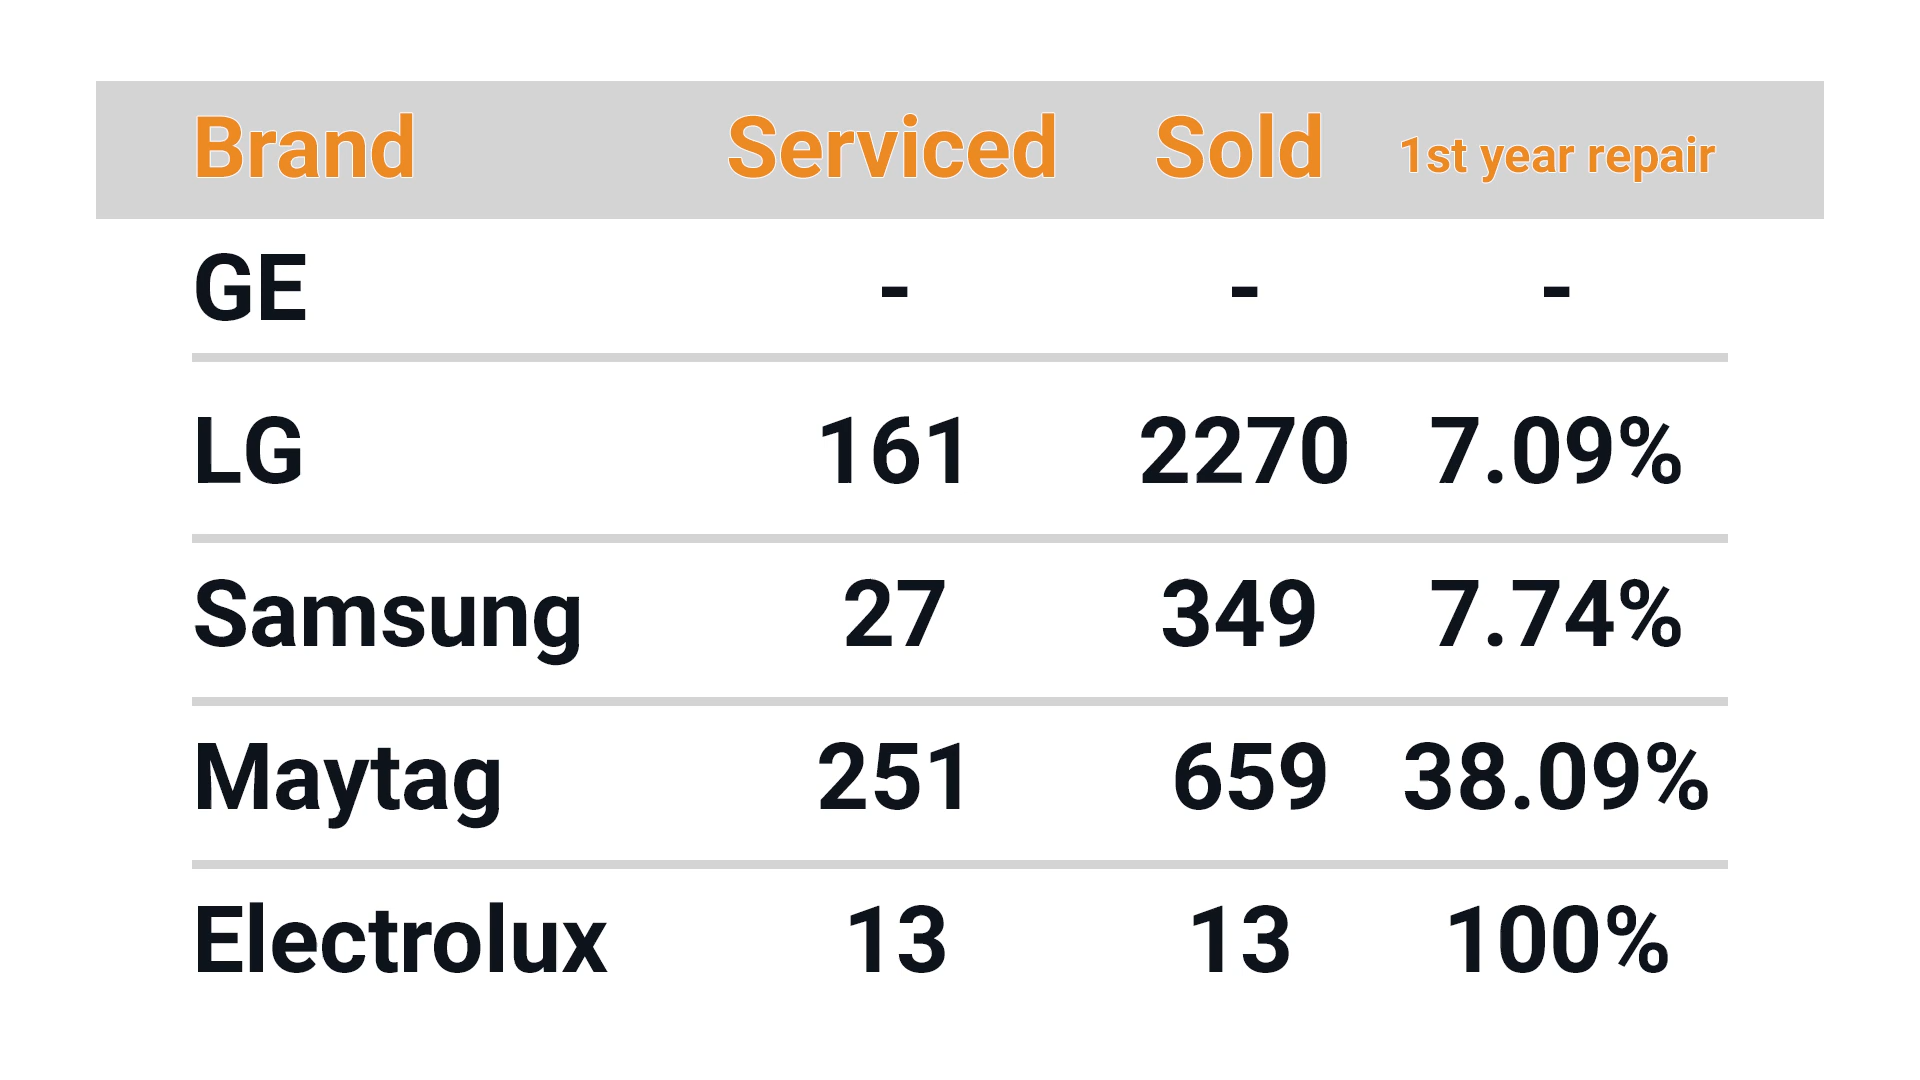 Brand Serviced Sold 1st year repair
GE - - -
LG 161 2270 7.09%
Samsung 27 349 7.74%
Maytag 251 659 38.09%
Electrolux 13 13 100%